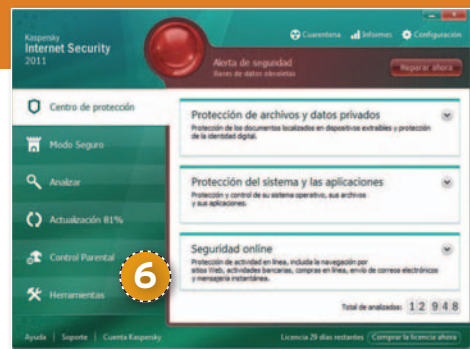 Kaspersky
Internet Security
2011
Cuarentena
Informes
Configuración
Alerta de seguridad
Bases de datos obsoletas
Reparar ahora
Centro de protección
Modo Seguro
Analizar
Actualización 81%
Control Parental
Herramientas
6
Protección de archivos y datos privados
Protección de los documentos localizados en dispositivos extraíbles y protección
de la identidad digital.
Protección del sistema y las aplicaciones
Protección y control de su sistema operativo, sus archivos
y sus aplicaciones.
Seguridad online
Protección de actividad en línea, incluida la navegación por
sitios Web, actividades bancarias, compras en línea, envío de correos electrónicos
y mensajería instantánea.
Total de analizados: 12 948
Ayuda | Soporte | Cuenta Kaspersky
Licencia 29 días restantes
Comprar la licencia ahora